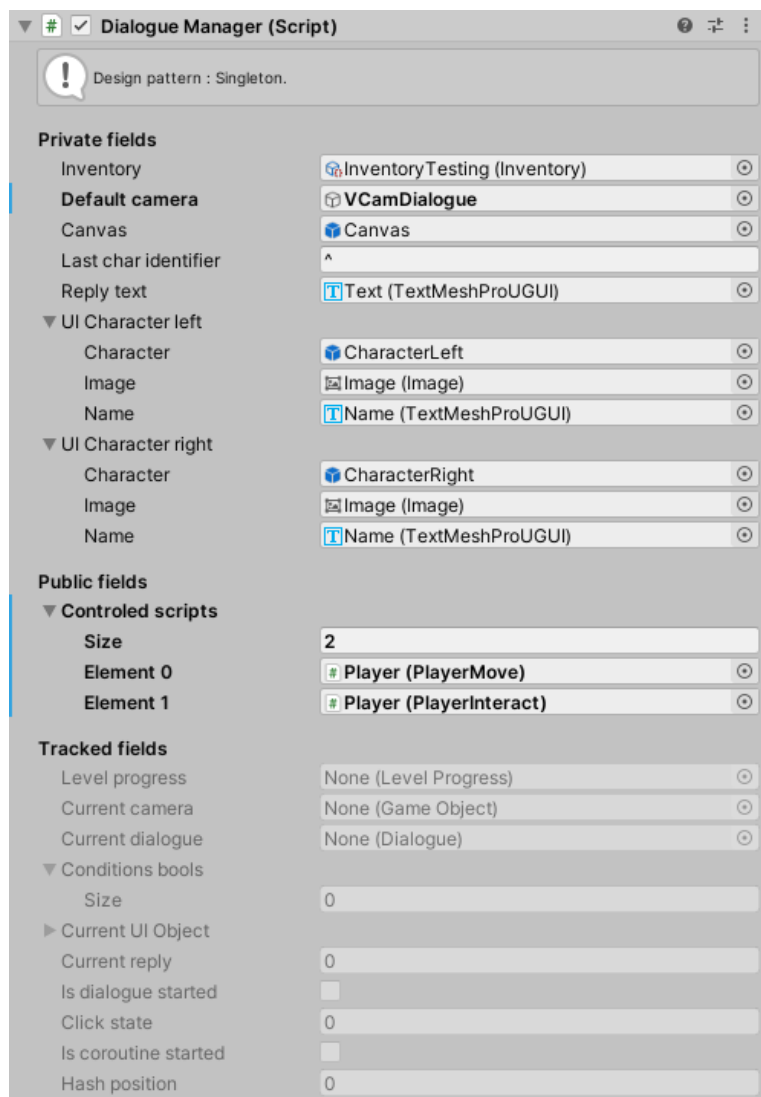 # Dialogue Manager (Script)
Design pattern : Singleton.
Private fields
Inventory InventoryTesting (Inventory)
Default camera VCamDialogue
Canvas Canvas
Last char identifier ^
Reply text Text (TextMeshProUGUI)
UI Character left
Character CharacterLeft
Image Image (Image)
Name Name (TextMeshProUGUI)
UI Character right
Character CharacterRight
Image Image (Image)
Name Name (TextMeshProUGUI)
Public fields
Controled scripts
Size 2
Element 0 # Player (PlayerMove)
Element 1 # Player (PlayerInteract)
Tracked fields
Level progress None (Level Progress)
Current camera None (Game Object)
Current dialogue None (Dialogue)
Conditions bools
Size 0
Current UI Object
Current reply 0
Is dialogue started
Click state 0
Is coroutine started
Hash position 0